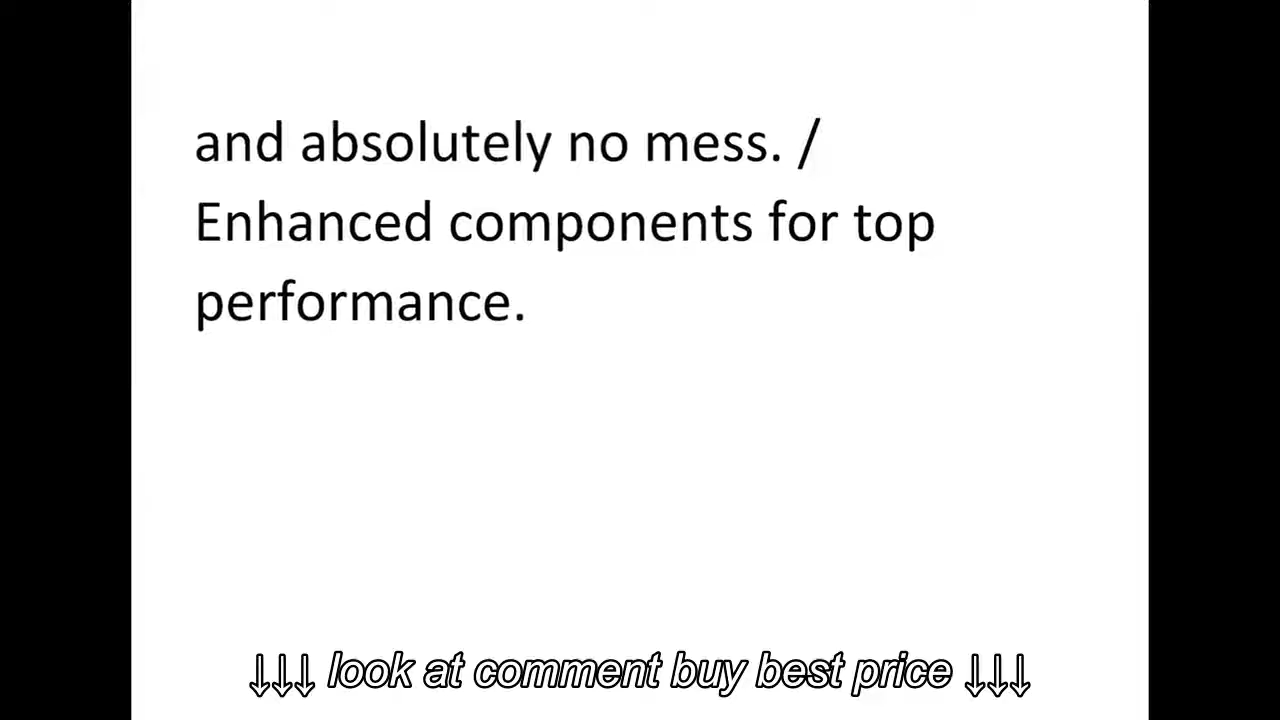 and absolutely no mess. /
Enhanced components for top
performance.
↓↓↓ look at comment buy best price ↓↓↓